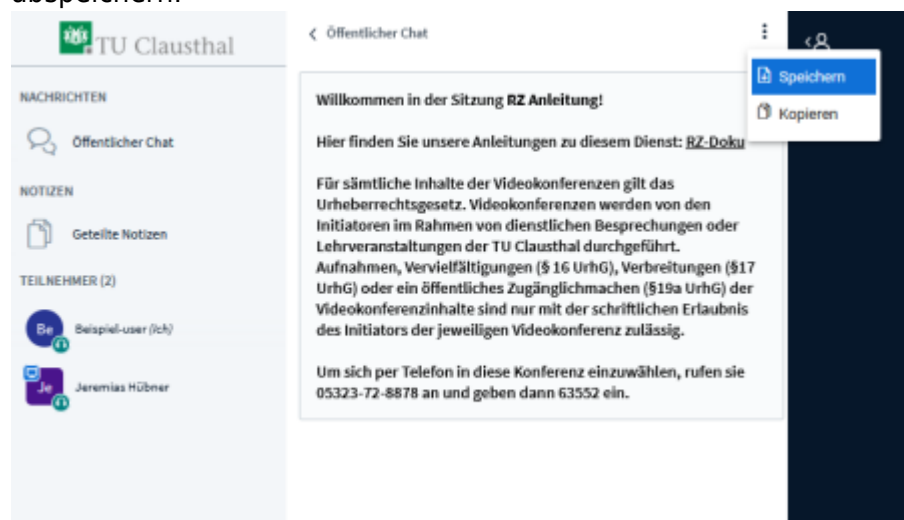 abspeichern.
TU Clausthal
NACHRICHTEN
Öffentlicher Chat
NOTIZEN
Geteilte Notizen
TEILNEHMER (2)
Be
Beispiel-user (Ich)
Je
Jeremias Hübner
Öffentlicher Chat
Speichern
Kopieren
Willkommen in der Sitzung RZ Anleitung!
Hier finden Sie unsere Anleitungen zu diesem Dienst: RZ-Doku
Für sämtliche Inhalte der Videokonferenzen gilt das
Urheberrechtsgesetz. Videokonferenzen werden von den
Initiatoren im Rahmen von dienstlichen Besprechungen oder
Lehrveranstaltungen der TU Clausthal durchgeführt.
Aufnahmen, Vervielfältigungen (§ 16 UrhG), Verbreitungen (§17
UrhG) oder ein öffentliches Zugänglichmachen (§19a UrhG) der
Videokonferenzinhalte sind nur mit der schriftlichen Erlaubnis
des Initiators der jeweiligen Videokonferenz zulässig.
Um sich per Telefon in diese Konferenz einzuwählen, rufen sie
05323-72-8878 an und geben dann 63552 ein.